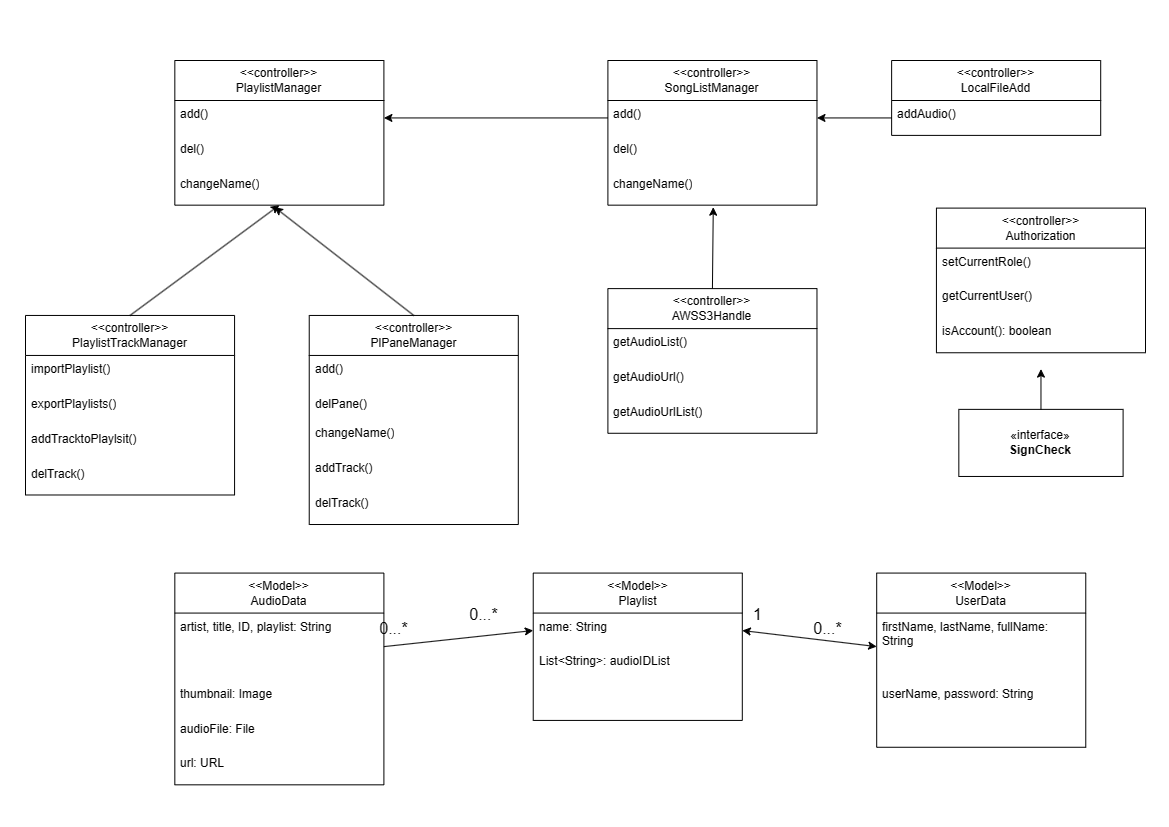 <<controller>>
PlaylistManager
add()
del()
changeName()
<<controller>>
SongListManager
add()
del()
changeName()
<<controller>>
LocalFileAdd
addAudio()
<<controller>>
Authorization
setCurrentRole()
getCurrentUser()
isAccount(): boolean
<<controller>>
PlaylistTrackManager
importPlaylist()
exportPlaylists()
addTracktoPlaylsit()
delTrack()
<<controller>>
PlPaneManager
add()
delPane()
changeName()
addTrack()
delTrack()
<<controller>>
AWSS3Handle
getAudioList()
getAudioUrl()
getAudioUrlList()
«interface»
SignCheck
<<Model>>
AudioData
artist, title, ID, playlist: String
thumbnail: Image
audioFile: File
url: URL
0...*
0...*
<<Model>>
Playlist
name: String
List<String>: audioIDList
1
0...*
<<Model>>
UserData
firstName, lastName, fullName:
String
userName, password: String